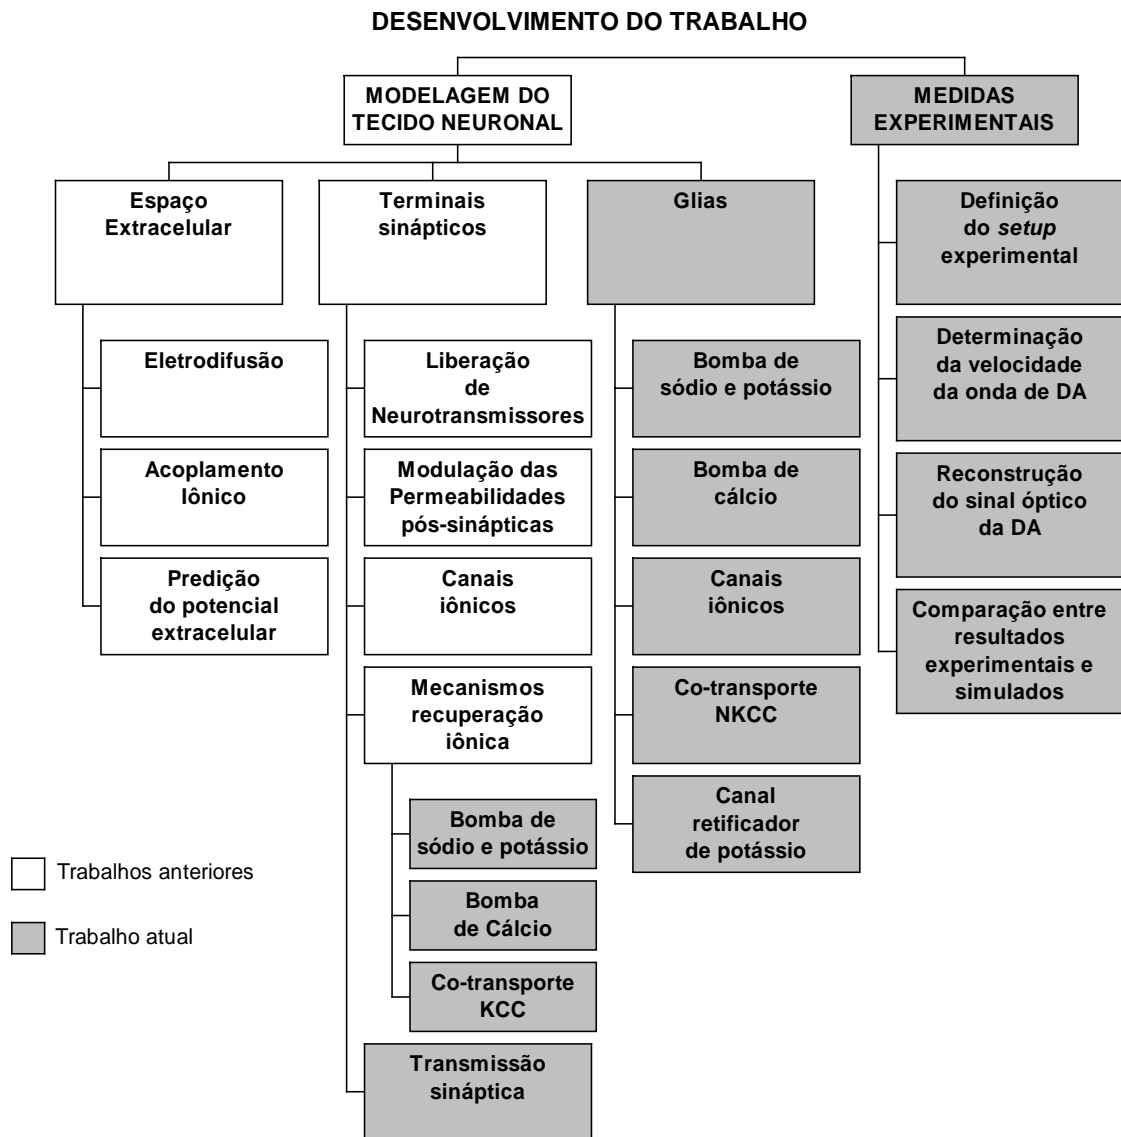 DESENVOLVIMENTO DO TRABALHO
MODELAGEM DO
TECIDO NEURONAL
MEDIDAS
EXPERIMENTAIS
Espaço
Extracelular
Terminais
sinápticos
Glias
Definição
do setup
experimental
Eletrodifusão
Liberação
de
Neurotransmissores
Bomba de
sódio e potássio
Determinação
da velocidade
da onda de DA
Acoplamento
Iônico
Modulação das
Permeabilidades
pós-sinápticas
Bomba de
cálcio
Reconstrução
do sinal óptico
da DA
Predição
do potencial
extracelular
Canais
iônicos
Canais
iônicos
Comparação entre
resultados
experimentais e
simulados
Mecanismos
recuperação
iônica
Co-transporte
NKCC
Bomba de
sódio e potássio
Canal
retificador
de potássio
Bomba
de Cálcio
Co-transporte
KCC
Transmissão
sináptica
Trabalhos anteriores
Trabalho atual